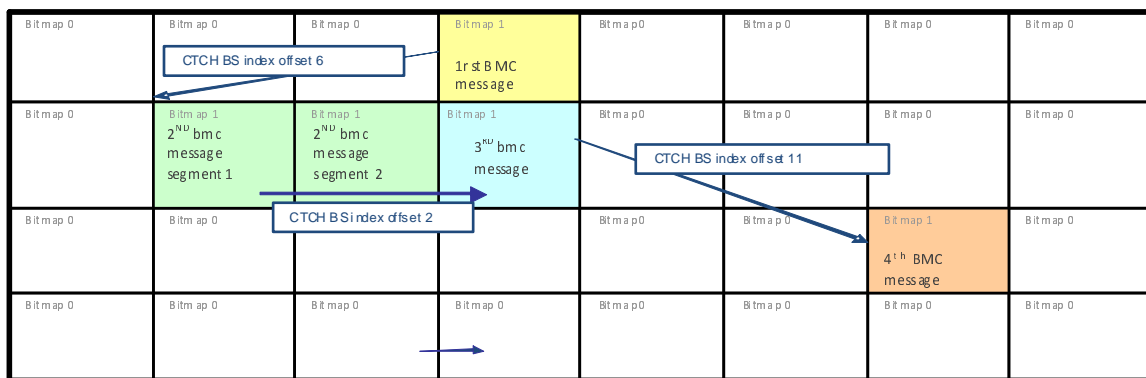 Bitmap 0
Bitmap 0
Bitmap 0
Bitmap 1
Bitmap 0
Bitmap 0
Bitmap 0
Bitmap 0
CTCH BS index offset 6
1rst BMC
message
Bitmap 0
Bitmap 1
2ND bmc
message
segment 1
Bitmap 1
2ND bmc
message
segment 2
Bitmap 1
3RD bmc
message
Bitmap 0
Bitmap 0
Bitmap 0
Bitmap 0
CTCH BS index offset 11
CTCH BS index offset 2
Bitmap 0
Bitmap 0
Bitmap 0
Bitmap 0
Bitmap 0
Bitmap 0
Bitmap 1
4th BMC
message
Bitmap 0
Bitmap 0
Bitmap 0
Bitmap 0
Bitmap 0
Bitmap 0
Bitmap 0
Bitmap 0
Bitmap 0